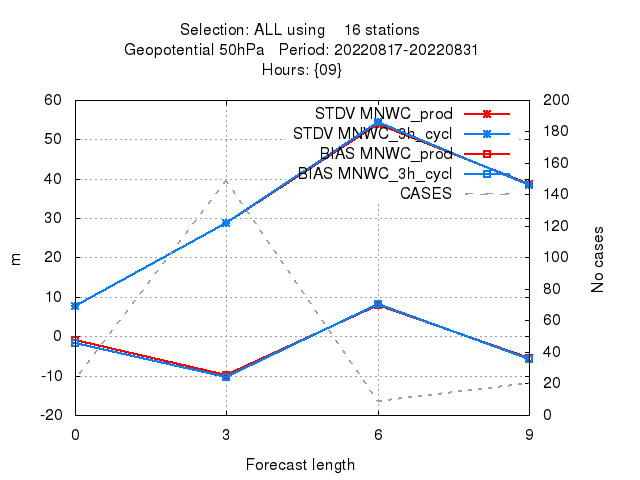 Selection: ALL using 16 stations
Geopotential 50hPa Period: 20220817-20220831
Hours: {09}
60 200
50 180
40 160
30 140
20 120
10 100
0 80
-10 60
-20 40
20
0
STDV MNWC_prod
STDV MNWC_3h_cycl
BIAS MNWC_prod
BIAS MNWC_3h_cycl
CASES
m
No cases
0 3 6 9
Forecast length